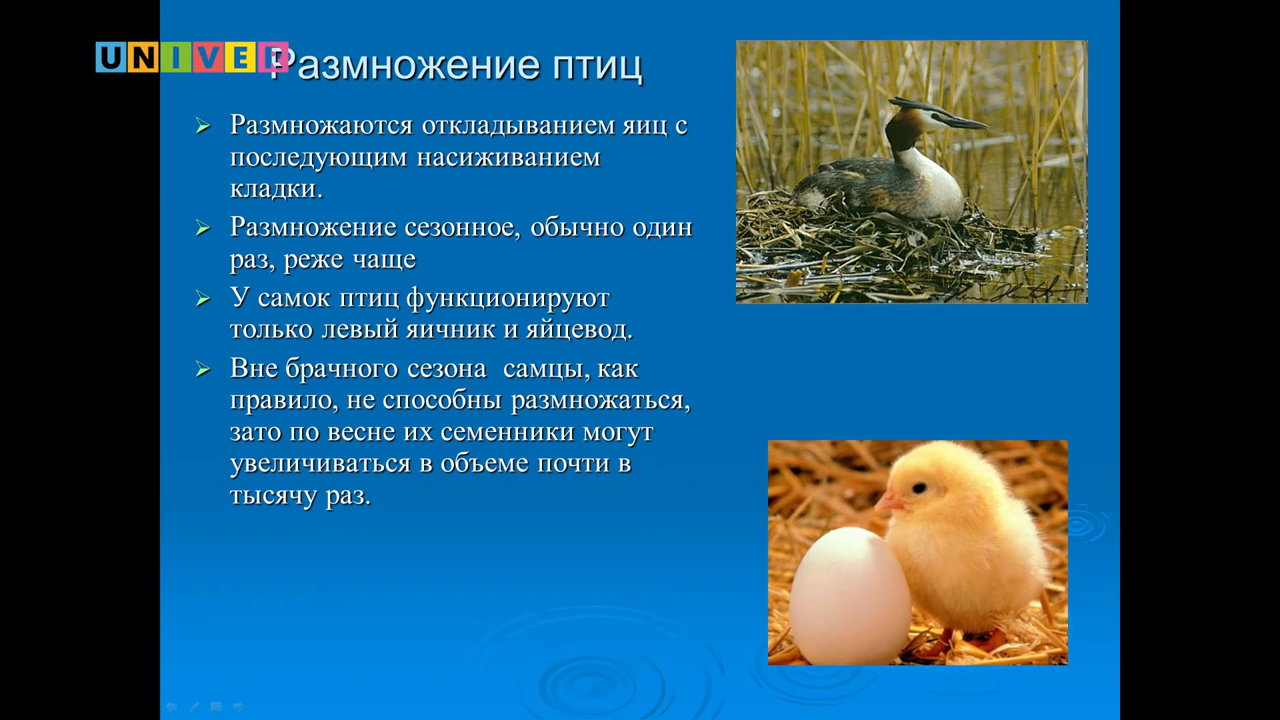 UNIVER
Размножение птиц
Размножаются откладыванием яиц с
последующим насиживанием
кладки.
Размножение сезонное, обычно один
раз, реже чаще
У самок птиц функционируют
только левый яичник и яйцевод.
Вне брачного сезона самцы, как
правило, не способны размножаться,
зато по весне их семенники могут
увеличиваться в объеме почти в
тысячу раз.